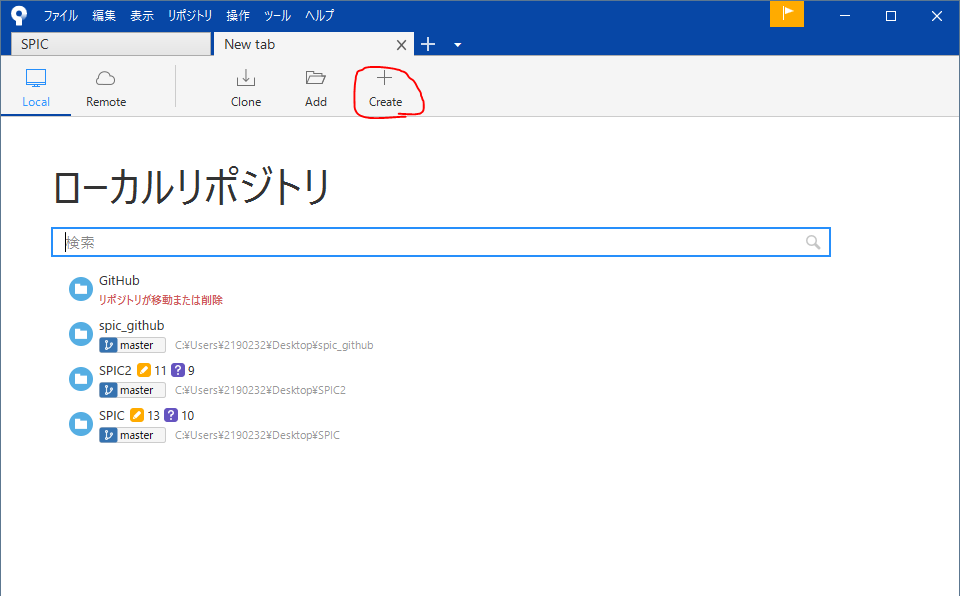 ファイル 編集 表示 リポジトリ 操作 ツール ヘルプ
SPIC New tab
Local Remote Clone Add Create
ローカルリポジトリ
検索
GitHub
リポジトリが移動または削除
spic_github
master C:¥Users¥2190232¥Desktop¥spic_github
SPIC2 11 ? 9
master C:¥Users¥2190232¥Desktop¥SPIC2
SPIC 13 ? 10
master C:¥Users¥2190232¥Desktop¥SPIC